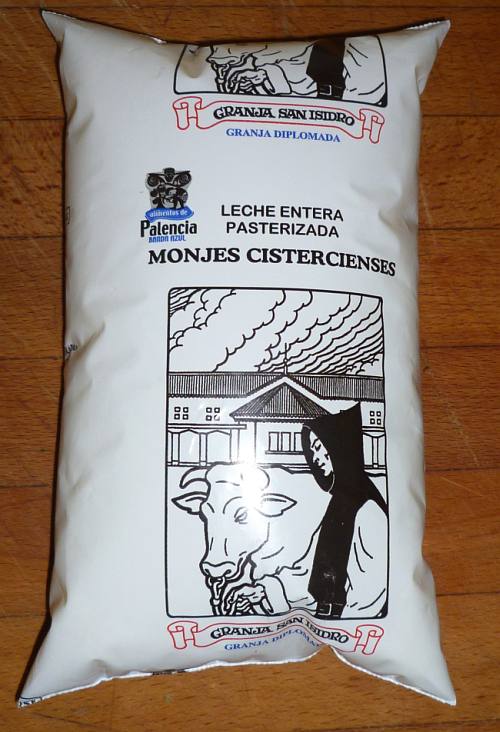 GRANJA SAN ISIDRO
GRANJA DIPLOMADA
alimentos de
Palencia
BANDA AZUL
LECHE ENTERA
PASTERIZADA
MONJES CISTERCIENSES
GRANJA SAN ISIDRO
GRANJA